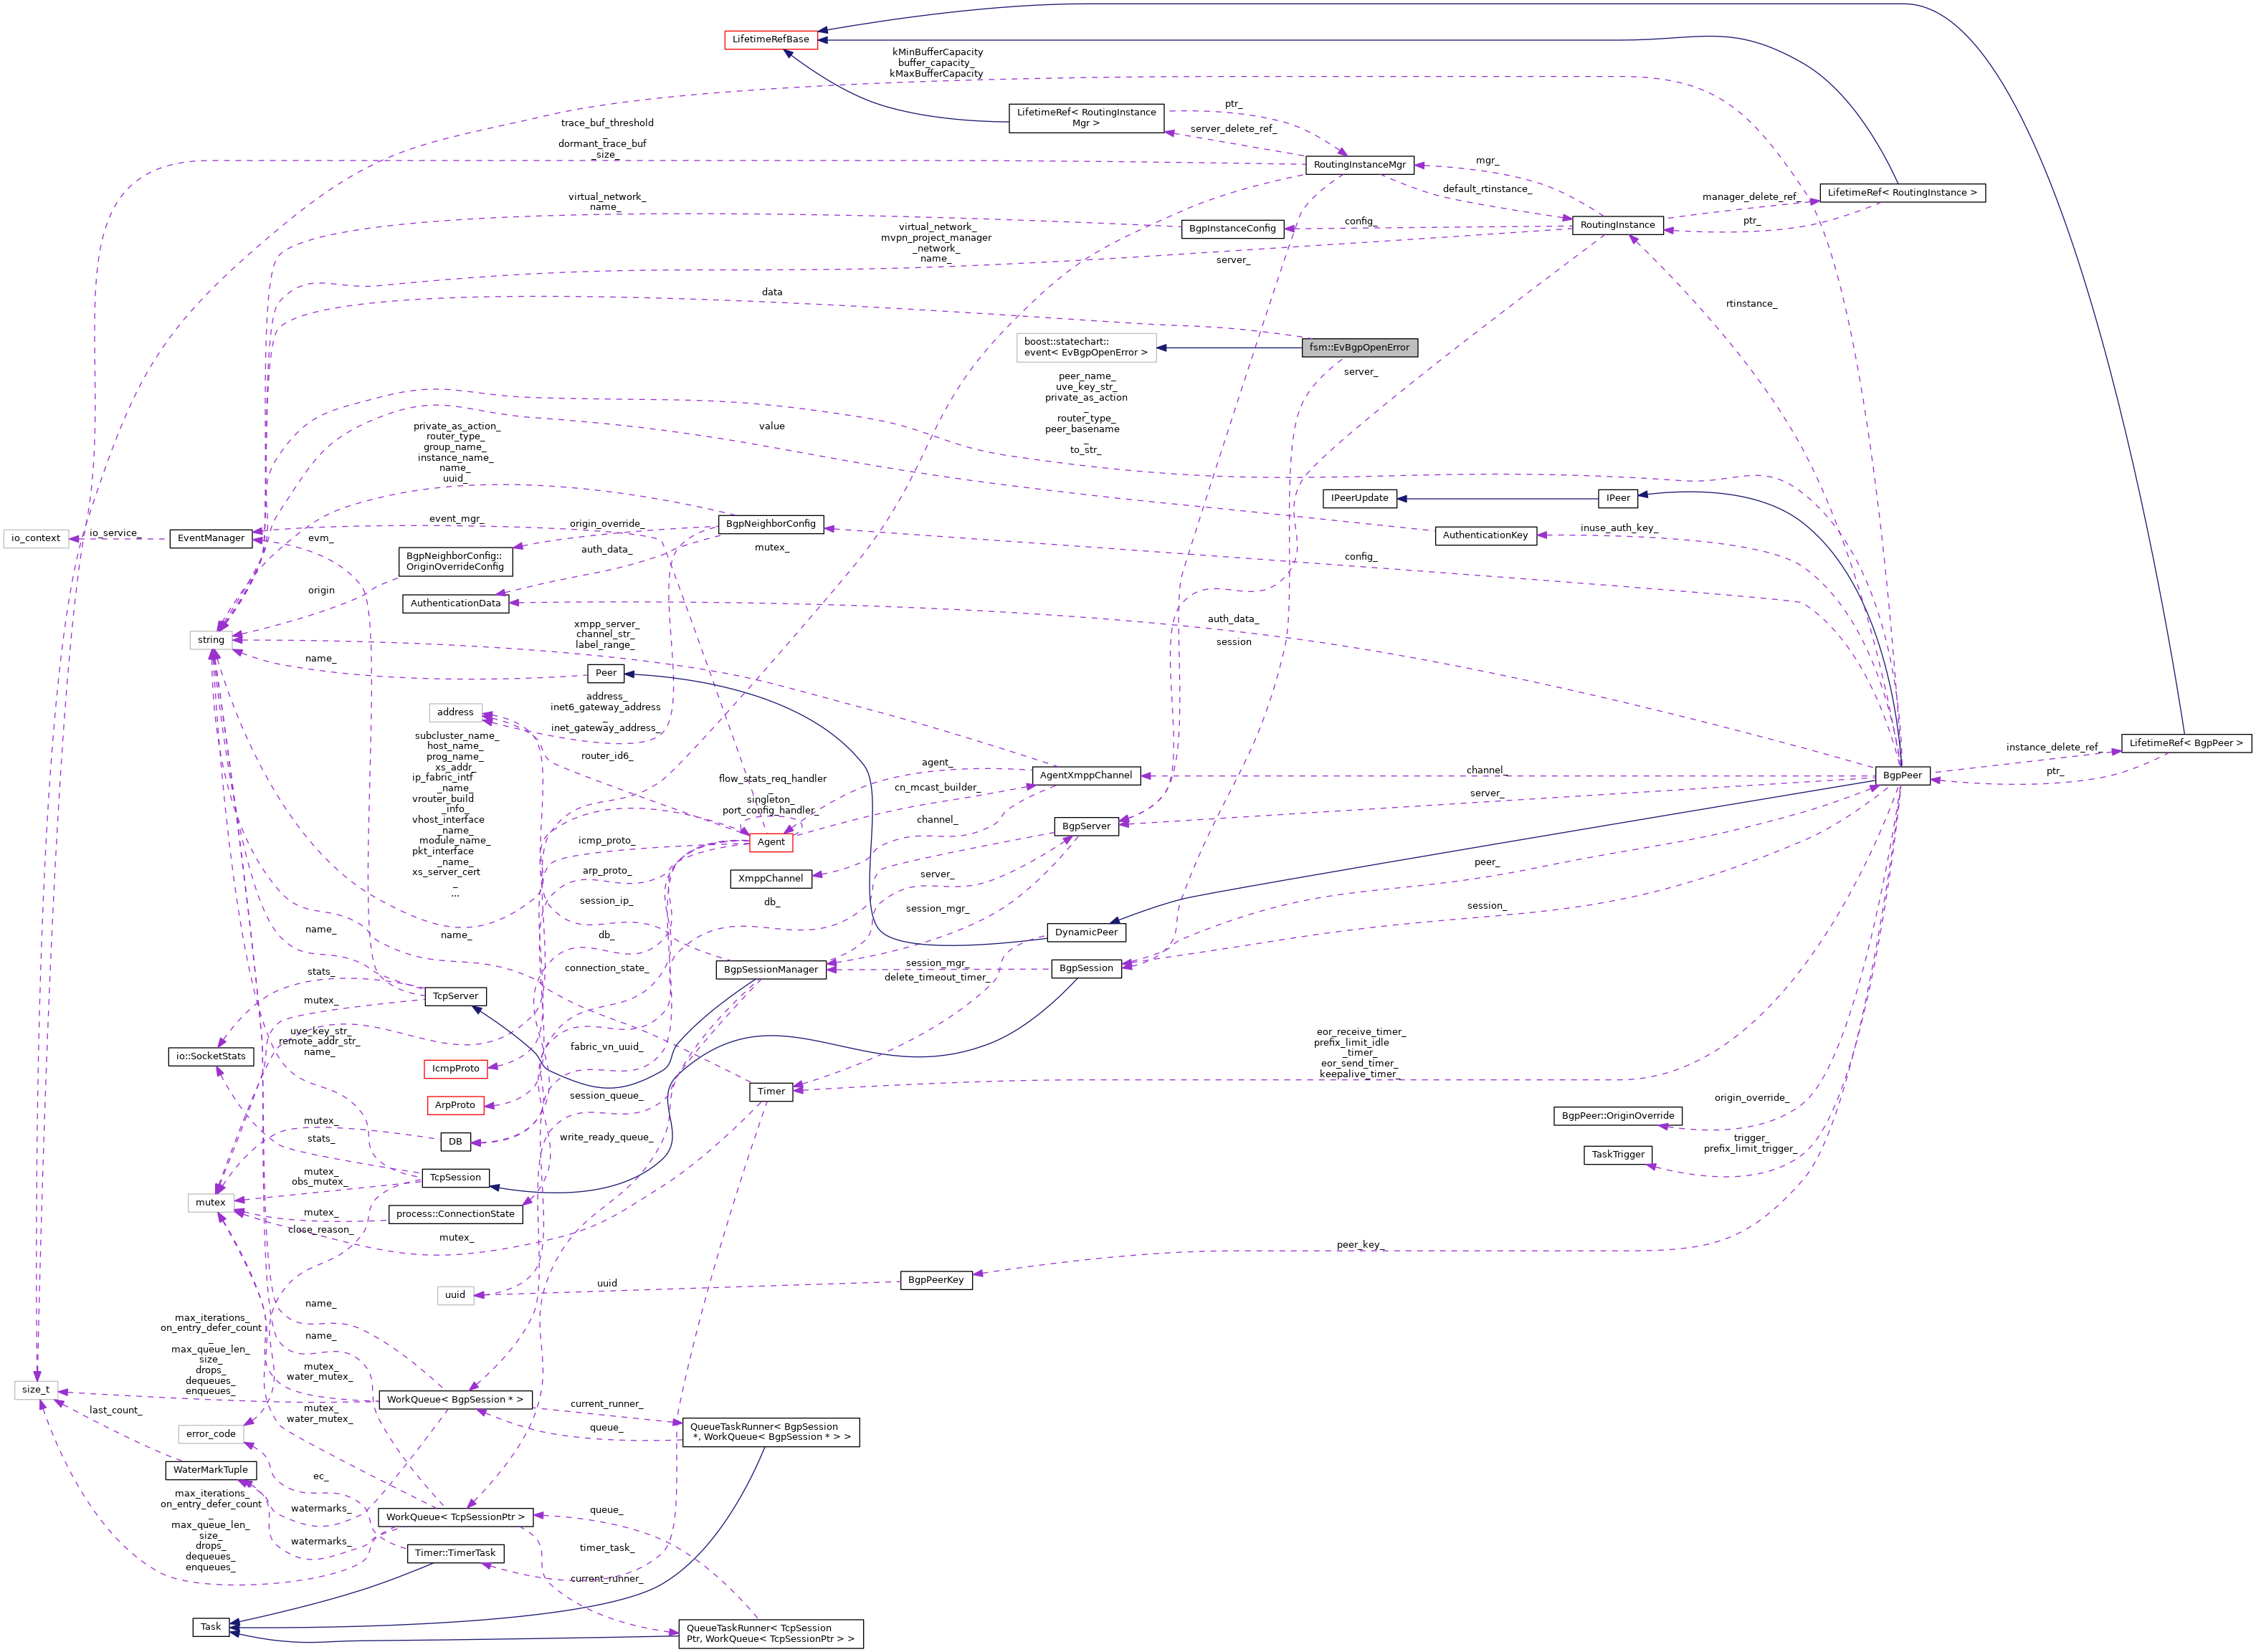 LifetimeRefBase
kMinBufferCapacity
buffer_capacity_
kMaxBufferCapacity
LifetimeRef< RoutingInstance
Mgr >
ptr_
server_delete_ref_
trace_buf_threshold
_
dormant_trace_buf
_size_
RoutingInstanceMgr
mgr_
default_rtinstance_
manager_delete_ref_
LifetimeRef< RoutingInstance >
ptr_
RoutingInstance
virtual_network_
name_
BgpInstanceConfig
config_
virtual_network_
mvpn_project_manager
_network_
name_
server_
data
rtinstance_
boost::statechart::
event< EvBgpOpenError >
fsm::EvBgpOpenError
server_
peer_name_
uve_key_str_
private_as_action
_
router_type_
peer_basename
_
to_str_
value
private_as_action_
router_type_
group_name_
instance_name_
name_
uuid_
IPeerUpdate
IPeer
io_context
io_service_
EventManager
evm_
event_mgr_
origin_override_
BgpNeighborConfig
AuthenticationKey
inuse_auth_key_
BgpNeighborConfig::
OriginOverrideConfig
auth_data_
mutex_
config_
origin
AuthenticationData
string
xmpp_server_
channel_str_
label_range_
auth_data_
session
name_
Peer
address
address_
inet6_gateway_address
_
inet_gateway_address_
subcluster_name_
host_name_
prog_name_
xs_addr_
ip_fabric_intf
_name_
vrouter_build
_info_
vhost_interface
_name_
module_name_
pkt_interface
_name_
xs_server_cert
_
...
router_id6_
flow_stats_req_handler
_
singleton_
port_config_handler_
agent_
AgentXmppChannel
channel_
BgpPeer
instance_delete_ref_
LifetimeRef< BgpPeer >
ptr_
cn_mcast_builder_
server_
channel_
BgpServer
Agent
icmp_proto_
arp_proto_
XmppChannel
server_
peer_
session_ip_
db_
session_mgr_
session_
name_
name_
db_
DynamicPeer
connection_state_
BgpSessionManager
session_mgr_
BgpSession
delete_timeout_timer_
stats_
TcpServer
mutex_
uve_key_str_
remote_addr_str_
name_
io::SocketStats
IcmpProto
fabric_vn_uuid_
eor_receive_timer_
prefix_limit_idle
_timer_
eor_send_timer_
keepalive_timer_
Timer
session_queue_
ArpProto
origin_override_
BgpPeer::OriginOverride
mutex_
DB
stats_
write_ready_queue_
trigger_
prefix_limit_trigger_
TaskTrigger
mutex_
obs_mutex_
TcpSession
mutex
mutex_
process::ConnectionState
close_reason_
mutex_
peer_key_
uuid
uuid
BgpPeerKey
name_
max_iterations_
on_entry_defer_count
_
max_queue_len_
size_
drops_
dequeues_
enqueues_
name_
mutex_
water_mutex_
size_t
WorkQueue< BgpSession * >
current_runner_
last_count_
mutex_
water_mutex_
queue_
QueueTaskRunner< BgpSession
*, WorkQueue< BgpSession * > >
error_code
WaterMarkTuple
ec_
max_iterations_
on_entry_defer_count
_
max_queue_len_
size_
drops_
dequeues_
enqueues_
watermarks_
WorkQueue< TcpSessionPtr >
queue_
watermarks_
Timer::TimerTask
timer_task_
current_runner_
Task
QueueTaskRunner< TcpSession
Ptr, WorkQueue< TcpSessionPtr > >